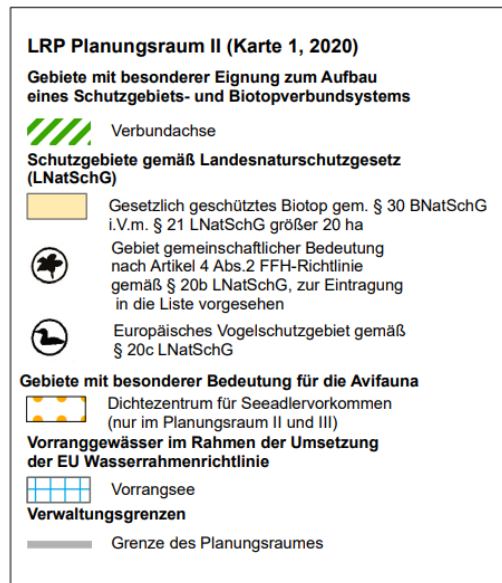 LRP Planungsraum II (Karte 1, 2020)
Gebiete mit besonderer Eignung zum Aufbau
eines Schutzgebiets- und Biotopverbundsystems
Verbundachse
Schutzgebiete gemäß Landesnaturschutzgesetz
(LNatSchG)
Gesetzlich geschütztes Biotop gem. § 30 BNatSchG
i.V.m. § 21 LNatSchG größer 20 ha
Gebiet gemeinschaftlicher Bedeutung
nach Artikel 4 Abs.2 FFH-Richtlinie
gemäß § 20b LNatSchG, zur Eintragung
in die Liste vorgesehen
Europäisches Vogelschutzgebiet gemäß
§ 20c LNatSchG
Gebiete mit besonderer Bedeutung für die Avifauna
Dichtezentrum für Seeadlervorkommen
(nur im Planungsraum II und III)
Vorranggewässer im Rahmen der Umsetzung
der EU Wasserrahmenrichtlinie
Vorrangsee
Verwaltungsgrenzen
Grenze des Planungsraumes